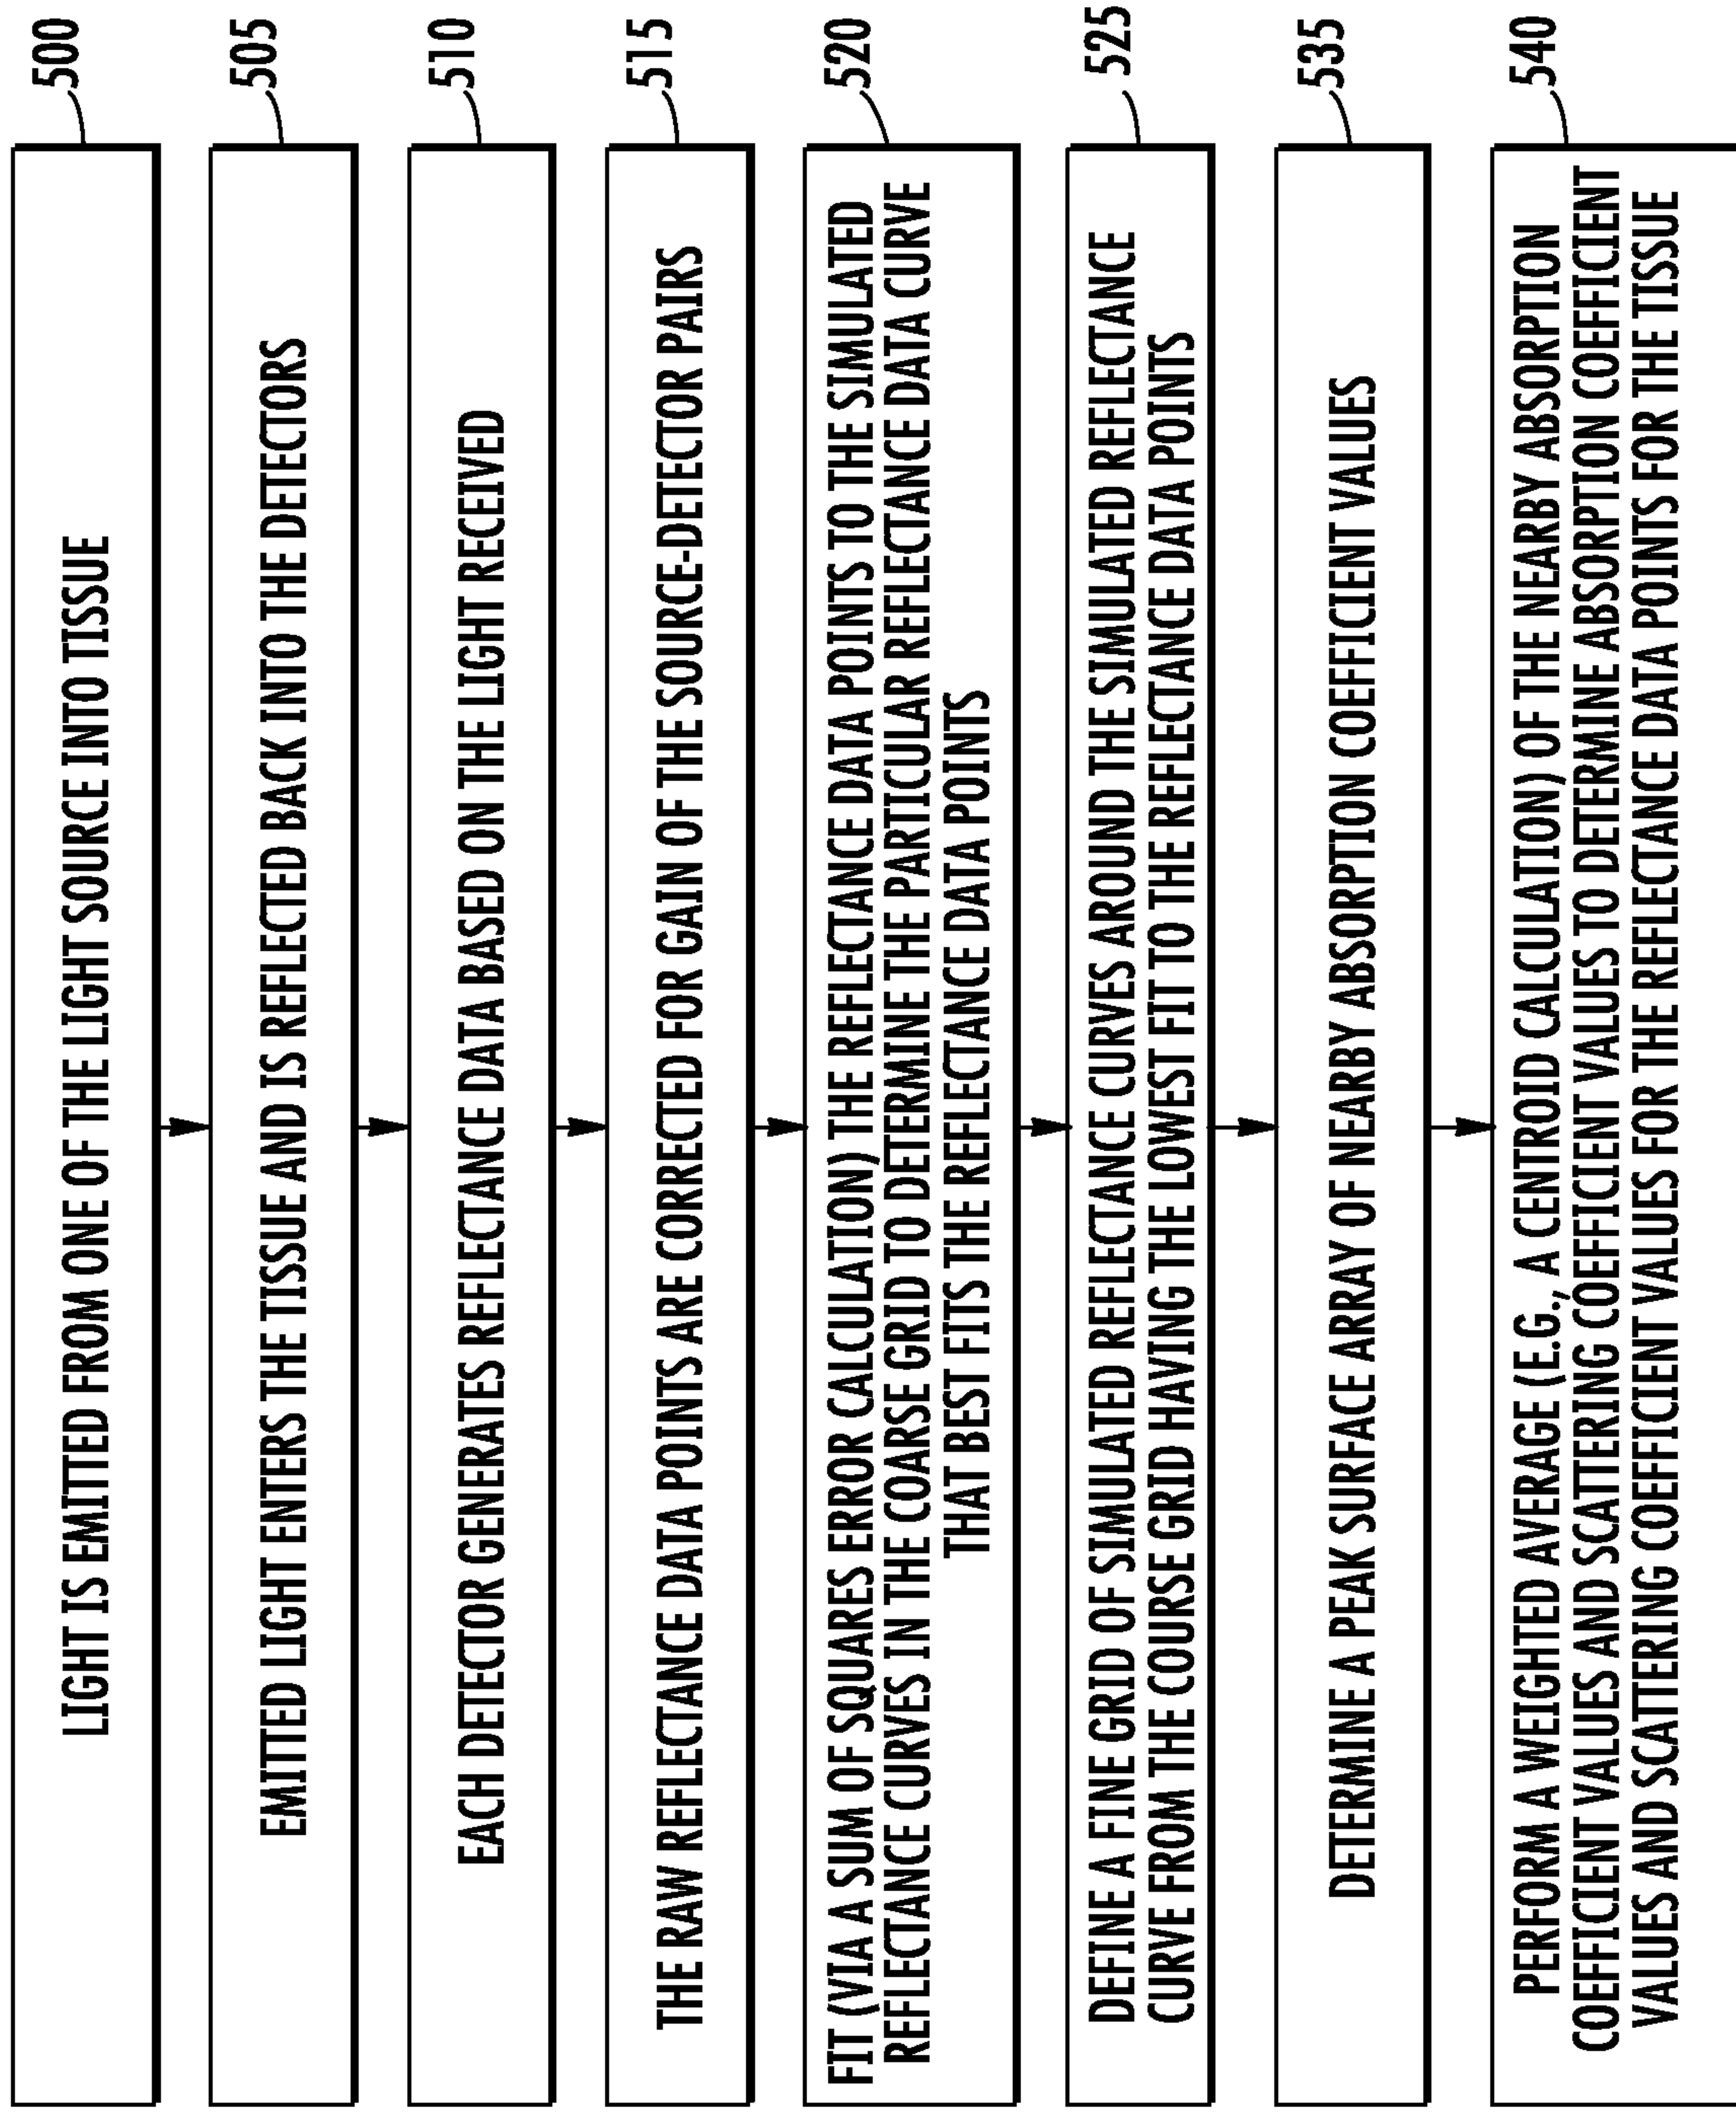 500
LIGHT IS EMITTED FROM ONE OF THE LIGHT SOURCE INTO TISSUE
505
EMITTED LIGHT ENTERS THE TISSUE AND IS REFLECTED BACK INTO THE DETECTORS
510
EACH DETECTOR GENERATES REFLECTANCE DATA BASED ON THE LIGHT RECEIVED
515
THE RAW REFLECTANCE DATA POINTS ARE CORRECTED FOR GAIN OF THE SOURCE-DETECTOR PAIRS
520
FIT (VIA A SUM OF SQUARES ERROR CALCULATION) THE REFLECTANCE DATA POINTS TO THE SIMULATED
REFLECTANCE CURVES IN THE COARSE GRID TO DETERMINE THE PARTICULAR REFLECTANCE DATA CURVE
THAT BEST FITS THE REFLECTANCE DATA POINTS
525
DEFINE A FINE GRID OF SIMULATED REFLECTANCE CURVES AROUND THE SIMULATED REFLECTANCE
CURVE FROM THE COURSE GRID HAVING THE LOWEST FIT TO THE REFLECTANCE DATA POINTS
535
DETERMINE A PEAK SURFACE ARRAY OF NEARBY ABSORPTION COEFFICIENT VALUES
540
PERFORM A WEIGHTED AVERAGE (E.G., A CENTROID CALCULATION) OF THE NEARBY ABSORPTION
COEFFICIENT VALUES AND SCATTERING COEFFICIENT VALUES TO DETERMINE ABSORPTION COEFFICIENT
VALUES AND SCATTERING COEFFICIENT VALUES FOR THE REFLECTANCE DATA POINTS FOR THE TISSUE